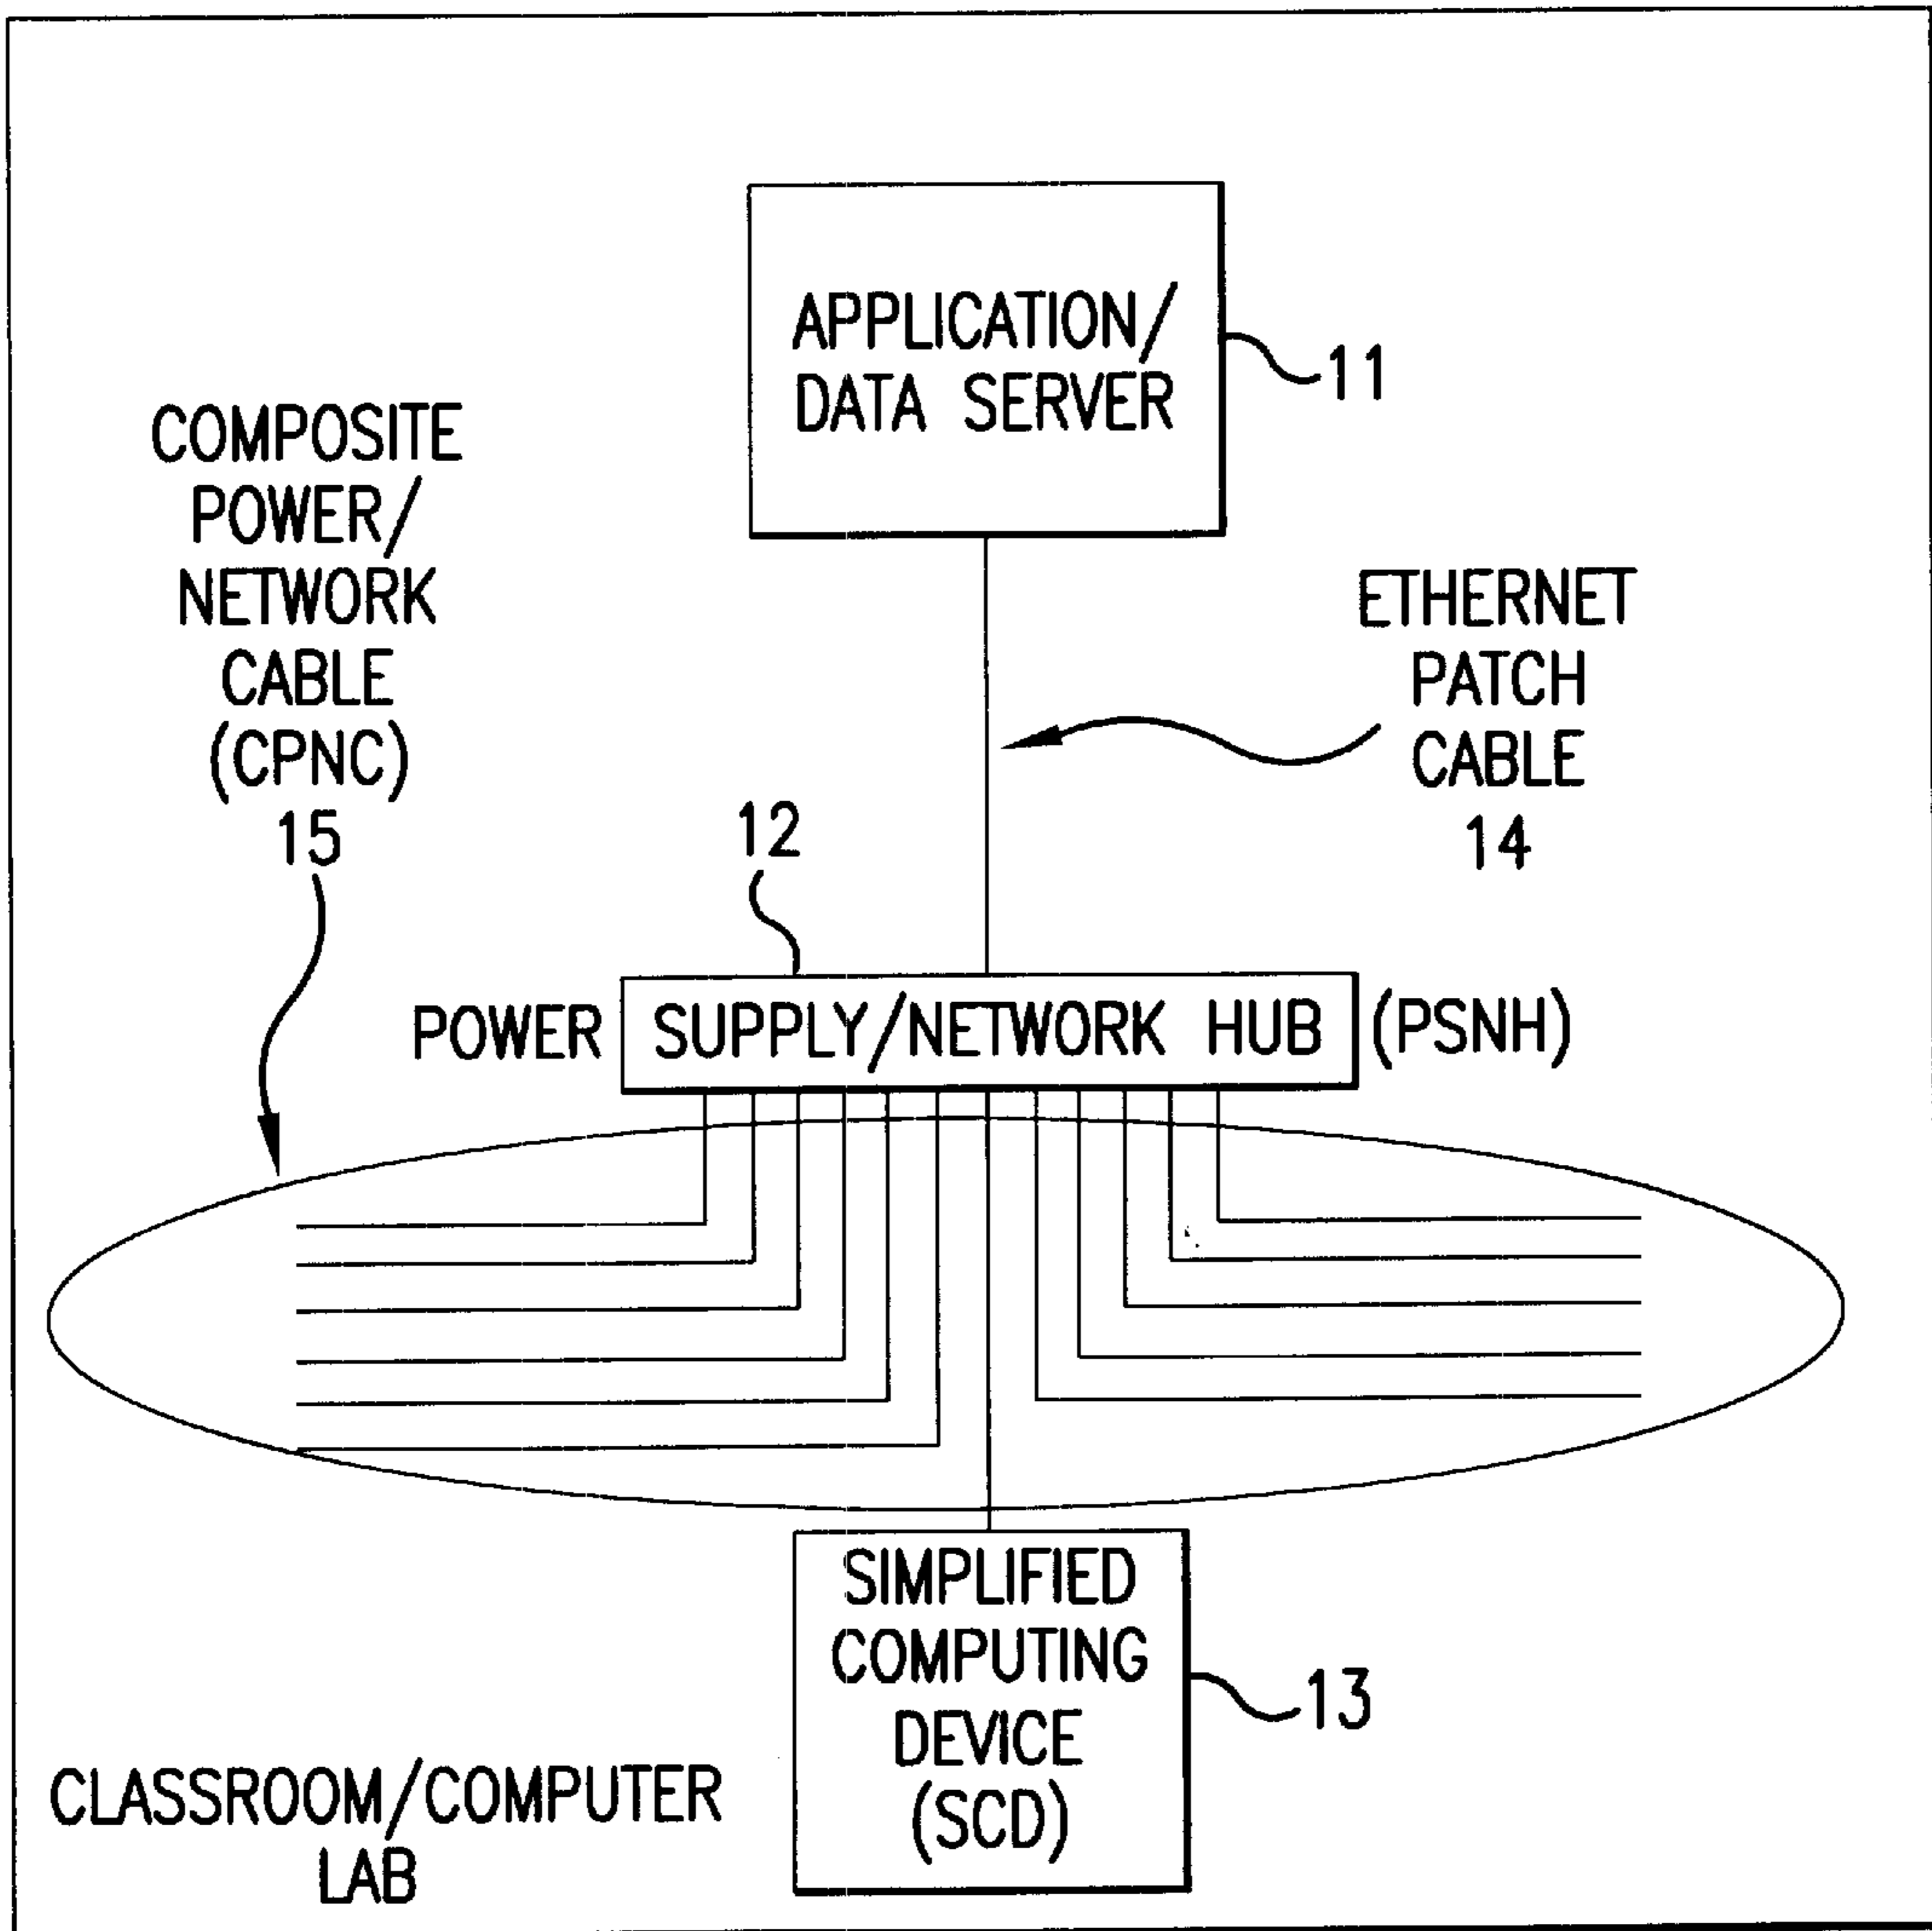 APPLICATION/
DATA SERVER
11
COMPOSITE
POWER/
NETWORK
CABLE
(CPNC)
15
ETHERNET
PATCH
CABLE
14
12
POWER SUPPLY/NETWORK HUB (PSNH)
SIMPLIFIED
COMPUTING
DEVICE
(SCD)
13
CLASSROOM/COMPUTER
LAB